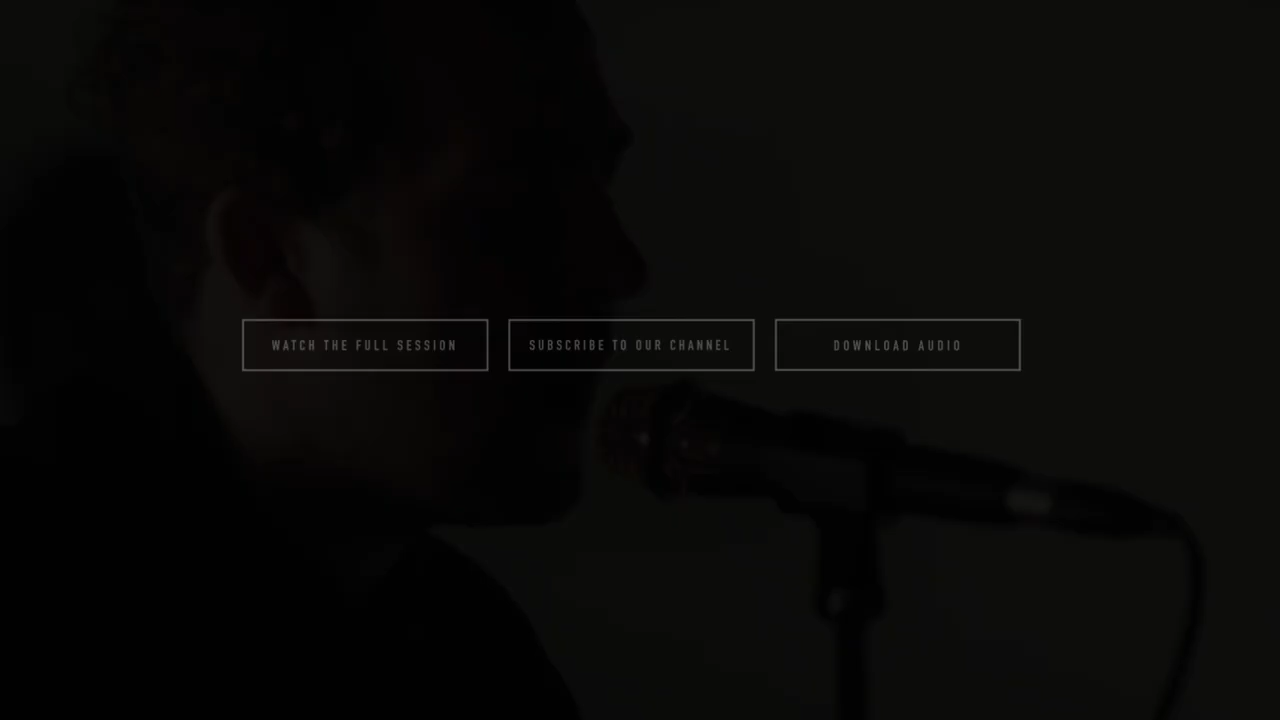 WATCH THE FULL SESSION
SUBSCRIBE TO OUR CHANNEL
DOWNLOAD AUDIO